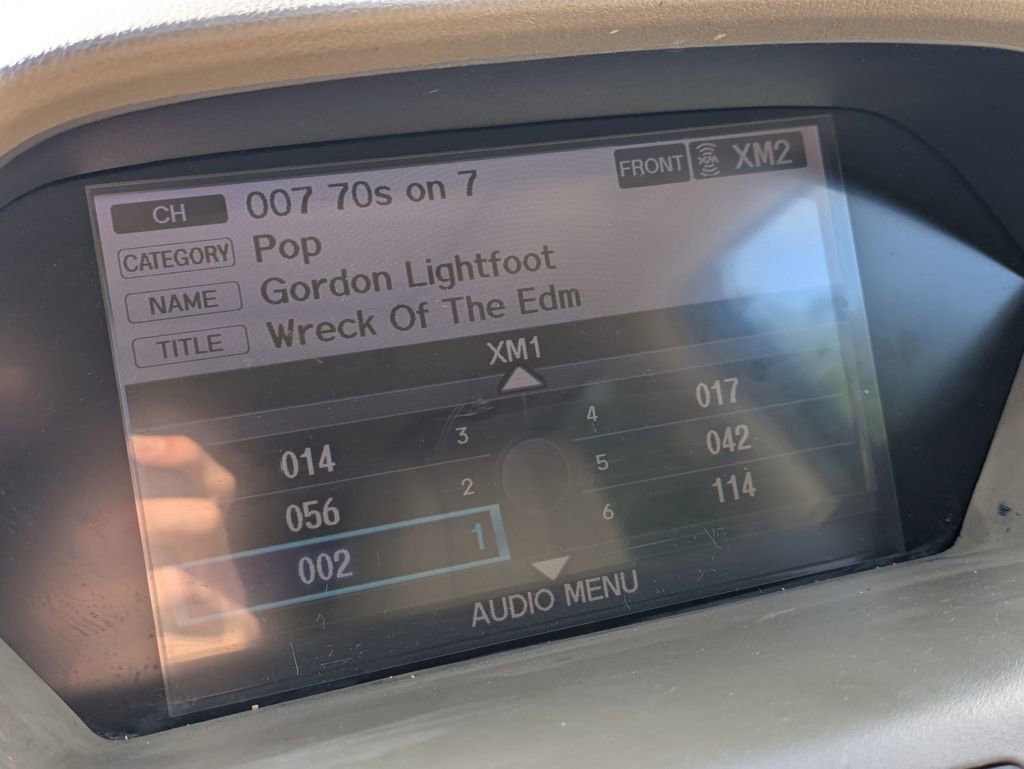 CH 007 70s on 7 FRONT XM XM2
CATEGORY Pop
NAME Gordon Lightfoot
TITLE Wreck Of The Edm
XM1
014 3 4 017
056 2 5 042
002 1 6 114
AUDIO MENU